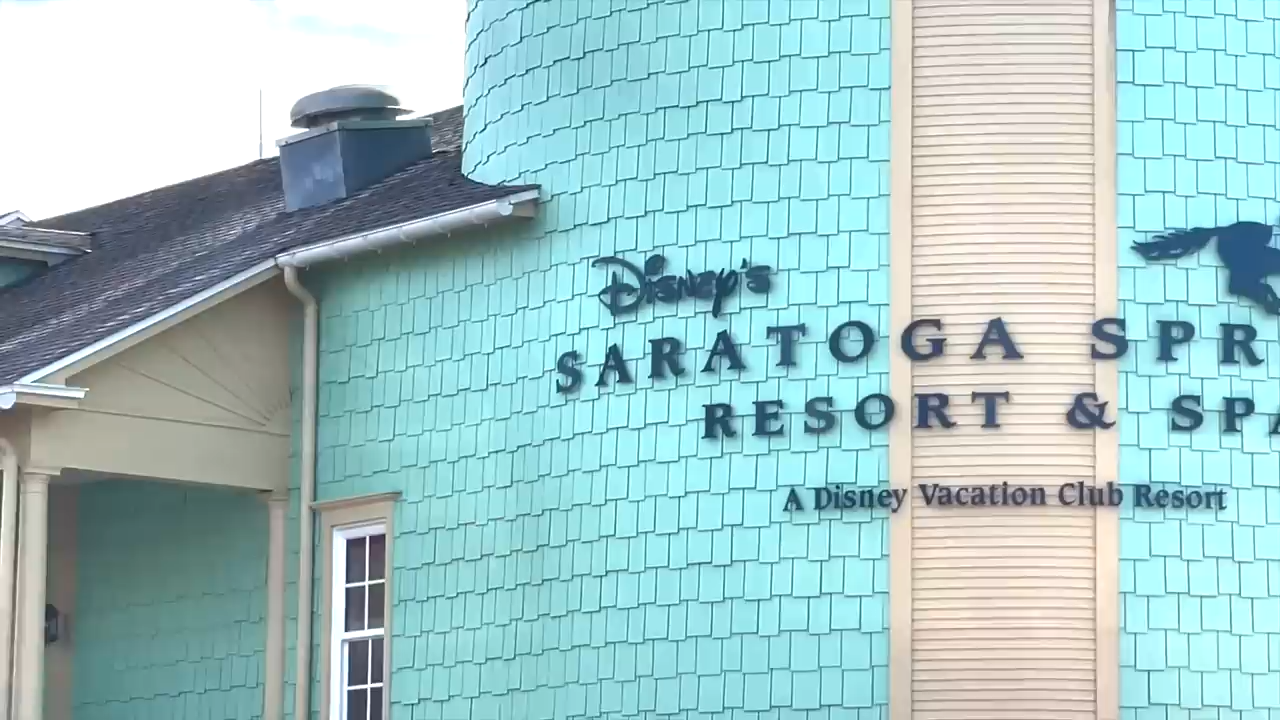 Disney's
SARATOGA SPR
RESORT & SPA
A Disney Vacation Club Resort